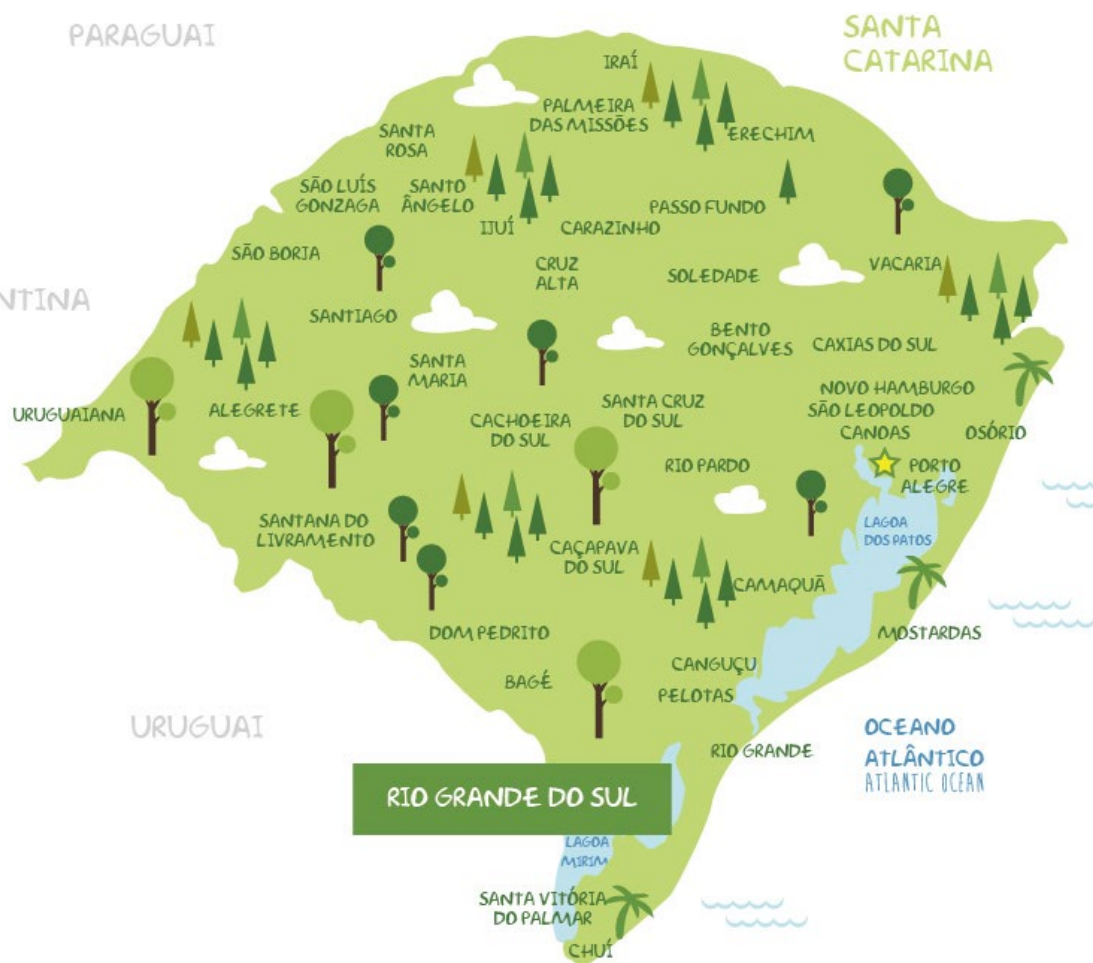 PARAGUAI
SANTA
CATARINA
IRAÍ
PALMEIRA
DAS MISSÕES
ERECHIM
SANTA
ROSA
SÃO LUÍS
GONZAGA
SANTO
ÂNGELO
IJUÍ
CARAZINHO
PASSO FUNDO
SÃO BORJA
CRUZ
ALTA
SOLEDADE
VACARIA
NTINA
SANTIAGO
BENTO
GONÇALVES
CAXIAS DO SUL
SANTA
MARIA
URUGUAIANA
ALEGRETE
CACHOEIRA
DO SUL
SANTA CRUZ
DO SUL
NOVO HAMBURGO
SÃO LEOPOLDO
CANOAS
OSÓRIO
RIO PARDO
PORTO
ALEGRE
SANTANA DO
LIVRAMENTO
LAGOA
DOS PATOS
CAÇAPAVA
DO SUL
CAMAQUÃ
DOM PEDRITO
MOSTARDAS
BAGÉ
CANGUÇU
PELOTAS
URUGUAI
RIO GRANDE
OCEANO
ATLÂNTICO
ATLANTIC OCEAN
RIO GRANDE DO SUL
LAGOA
MIRIM
SANTA VITÓRIA
DO PALMAR
CHUÍ